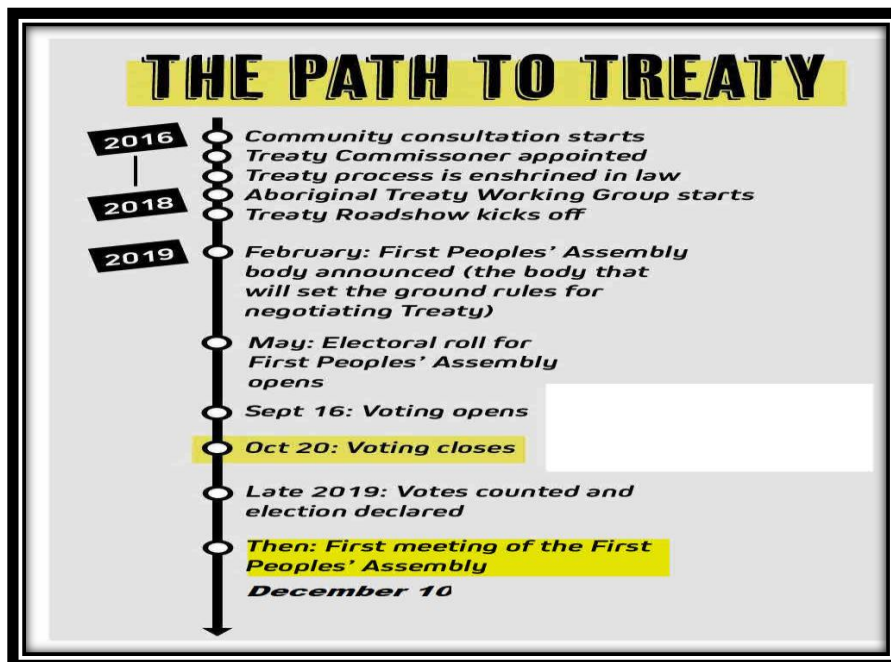 THE PATH TO TREATY
2016
Community consultation starts
Treaty Commissoner appointed
Treaty process is enshrined in law
2018
Aboriginal Treaty Working Group starts
Treaty Roadshow kicks off
2019
February: First Peoples' Assembly
body announced (the body that
will set the ground rules for
negotiating Treaty)
May: Electoral roll for
First Peoples' Assembly
opens
Sept 16: Voting opens
Oct 20: Voting closes
Late 2019: Votes counted and
election declared
Then: First meeting of the First
Peoples' Assembly
December 10